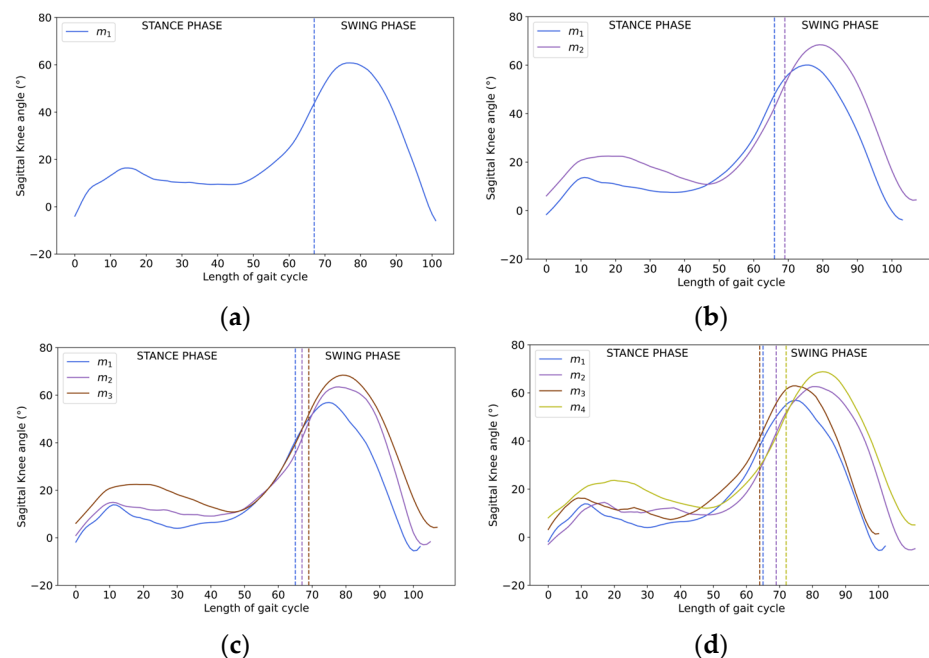 STANCE PHASE SWING PHASE
m₁
80
60
40
20
0
−20
Sagittal Knee angle (°)
0 10 20 30 40 50 60 70 80 90 100
Length of gait cycle
(a)
STANCE PHASE SWING PHASE
m₁
m₂
80
60
40
20
0
−20
Sagittal Knee angle (°)
0 10 20 30 40 50 60 70 80 90 100
Length of gait cycle
(b)
STANCE PHASE SWING PHASE
m₁
m₂
m₃
80
60
40
20
0
−20
Sagittal Knee angle (°)
0 10 20 30 40 50 60 70 80 90 100
Length of gait cycle
(c)
STANCE PHASE SWING PHASE
m₁
m₂
m₃
m₄
80
60
40
20
0
−20
Sagittal Knee angle (°)
0 10 20 30 40 50 60 70 80 90 100
Length of gait cycle
(d)